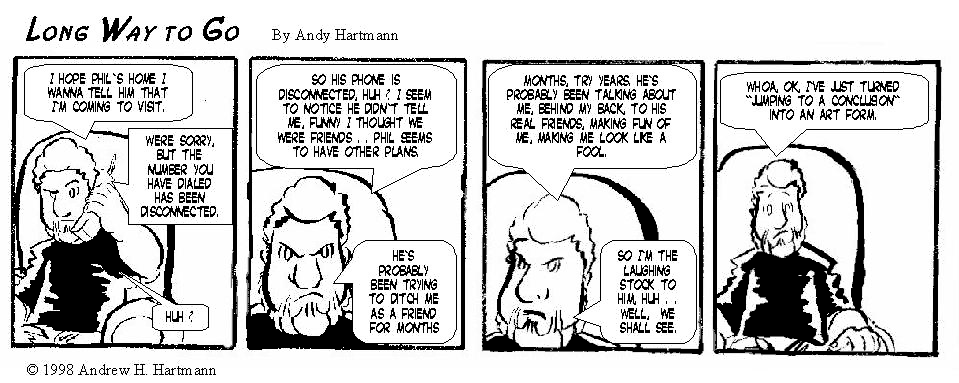 LONG WAY TO GO
By Andy Hartmann
I HOPE PHIL'S HOME I
WANNA TELL HIM THAT
I'M COMING TO VISIT.
WERE SORRY,
BUT THE
NUMBER YOU
HAVE DIALED
HAS BEEN
DISCONNECTED.
HUH ?
SO HIS PHONE IS
DISCONNECTED, HUH ? I SEEM
TO NOTICE HE DIDN'T TELL
ME, FUNNY I THOUGHT WE
WERE FRIENDS . . PHIL SEEMS
TO HAVE OTHER PLANS.
HE'S
PROBABLY
BEEN TRYING
TO DITCH ME
AS A FRIEND
FOR MONTHS
MONTHS, TRY YEARS. HE'S
PROBABLY BEEN TALKING ABOUT
ME, BEHIND MY BACK, TO HIS
REAL FRIENDS, MAKING FUN OF
ME, MAKING ME LOOK LIKE A
FOOL.
SO I'M THE
LAUGHING
STOCK TO
HIM, HUH . .
WELL, WE
SHALL SEE.
WHOA, OK, I'VE JUST TURNED
"JUMPING TO A CONCLUSION"
INTO AN ART FORM.
© 1998 Andrew H. Hartmann